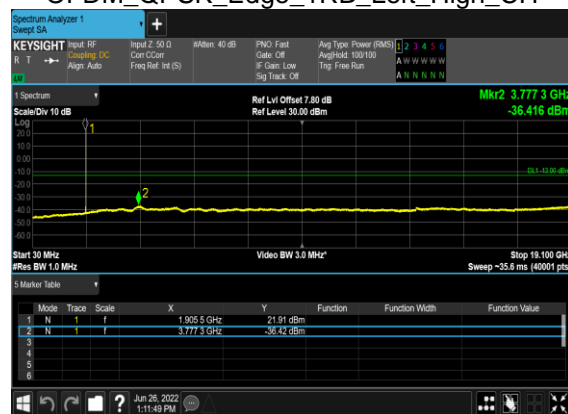 OFDM_QPSK_Edge_1RB_Left_High_CH
Spectrum Analyzer 1
Swept SA
KEYSIGHT
R T
Input: RF
Coupling: DC
Align: Auto
Input Z: 50 Ω
Corr CCorr
Freq Ref: Int (S)
#Atten: 40 dB
PNO: Fast
Gate: Off
IF Gain: Low
Sig Track: Off
Avg Type: Power (RMS)
Avg|Hold: 100/100
Trig: Free Run
1 2 3 4 5 6
A W W W W W
A N N N N N
1 Spectrum
Scale/Div 10 dB
Ref Lvl Offset 7.80 dB
Ref Level 30.00 dBm
Mkr2 3.777 3 GHz
-36.416 dBm
Log
20.0
10.0
0.00
-10.0
-20.0
-30.0
-40.0
-50.0
-60.0
1
2
DL1 -13.00 dBm
Start 30 MHz
#Res BW 1.0 MHz
Video BW 3.0 MHz*
Stop 19.100 GHz
Sweep ~35.6 ms (40001 pts)
5 Marker Table
Mode Trace Scale X Y Function Function Width Function Value
1 N 1 f 1.905 5 GHz 21.91 dBm
2 N 1 f 3.777 3 GHz -36.42 dBm
3
4
5
6
Jun 26, 2022
1:11:49 PM